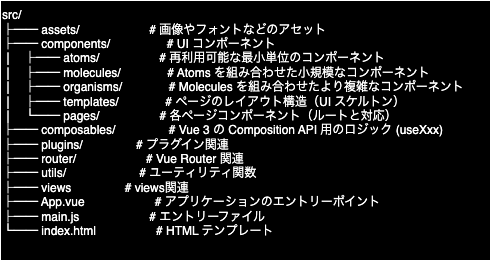 src/
├── assets/ # 画像やフォントなどのアセット
├── components/ # UI コンポーネント
│ ├── atoms/ # 再利用可能な最小単位のコンポーネント
│ ├── molecules/ # Atoms を組み合わせた小規模なコンポーネント
│ ├── organisms/ # Molecules を組み合わせたより複雑なコンポーネント
│ ├── templates/ # ページのレイアウト構造（UI スケルトン）
│ └── pages/ # 各ページコンポーネント（ルートと対応）
├── composables/ # Vue 3 の Composition API 用のロジック (useXxx)
├── plugins/ # プラグイン関連
├── router/ # Vue Router 関連
├── utils/ # ユーティリティ関数
├── views # views関連
├── App.vue # アプリケーションのエントリーポイント
├── main.js # エントリーファイル
└── index.html # HTML テンプレート